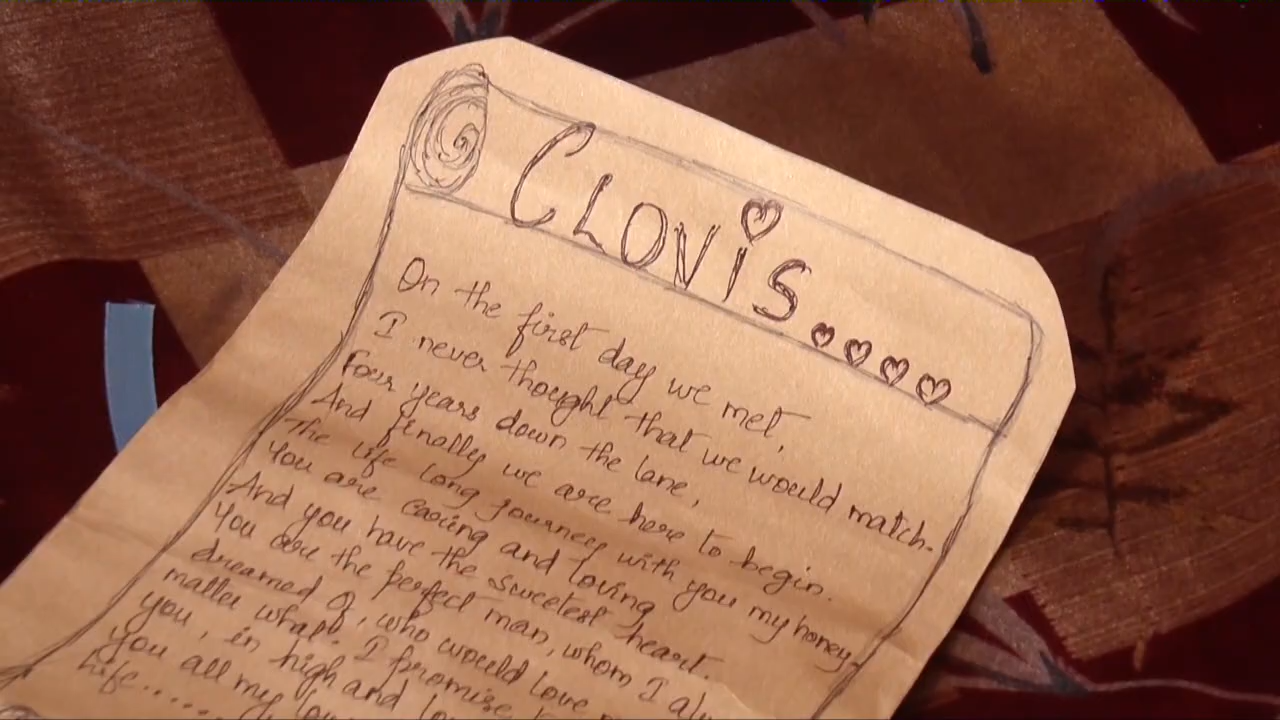 CLOViS....
On the first day we met,
I never thought that we would match.
Four years down the lane,
And finally we are here to begin.
The life long journey with you my honey.
You are caring and loving
And you have the sweetest heart.
You are the perfect man, whom I
dreamed of, who would love
matter what. I promise
you, in high and
you all my
life......